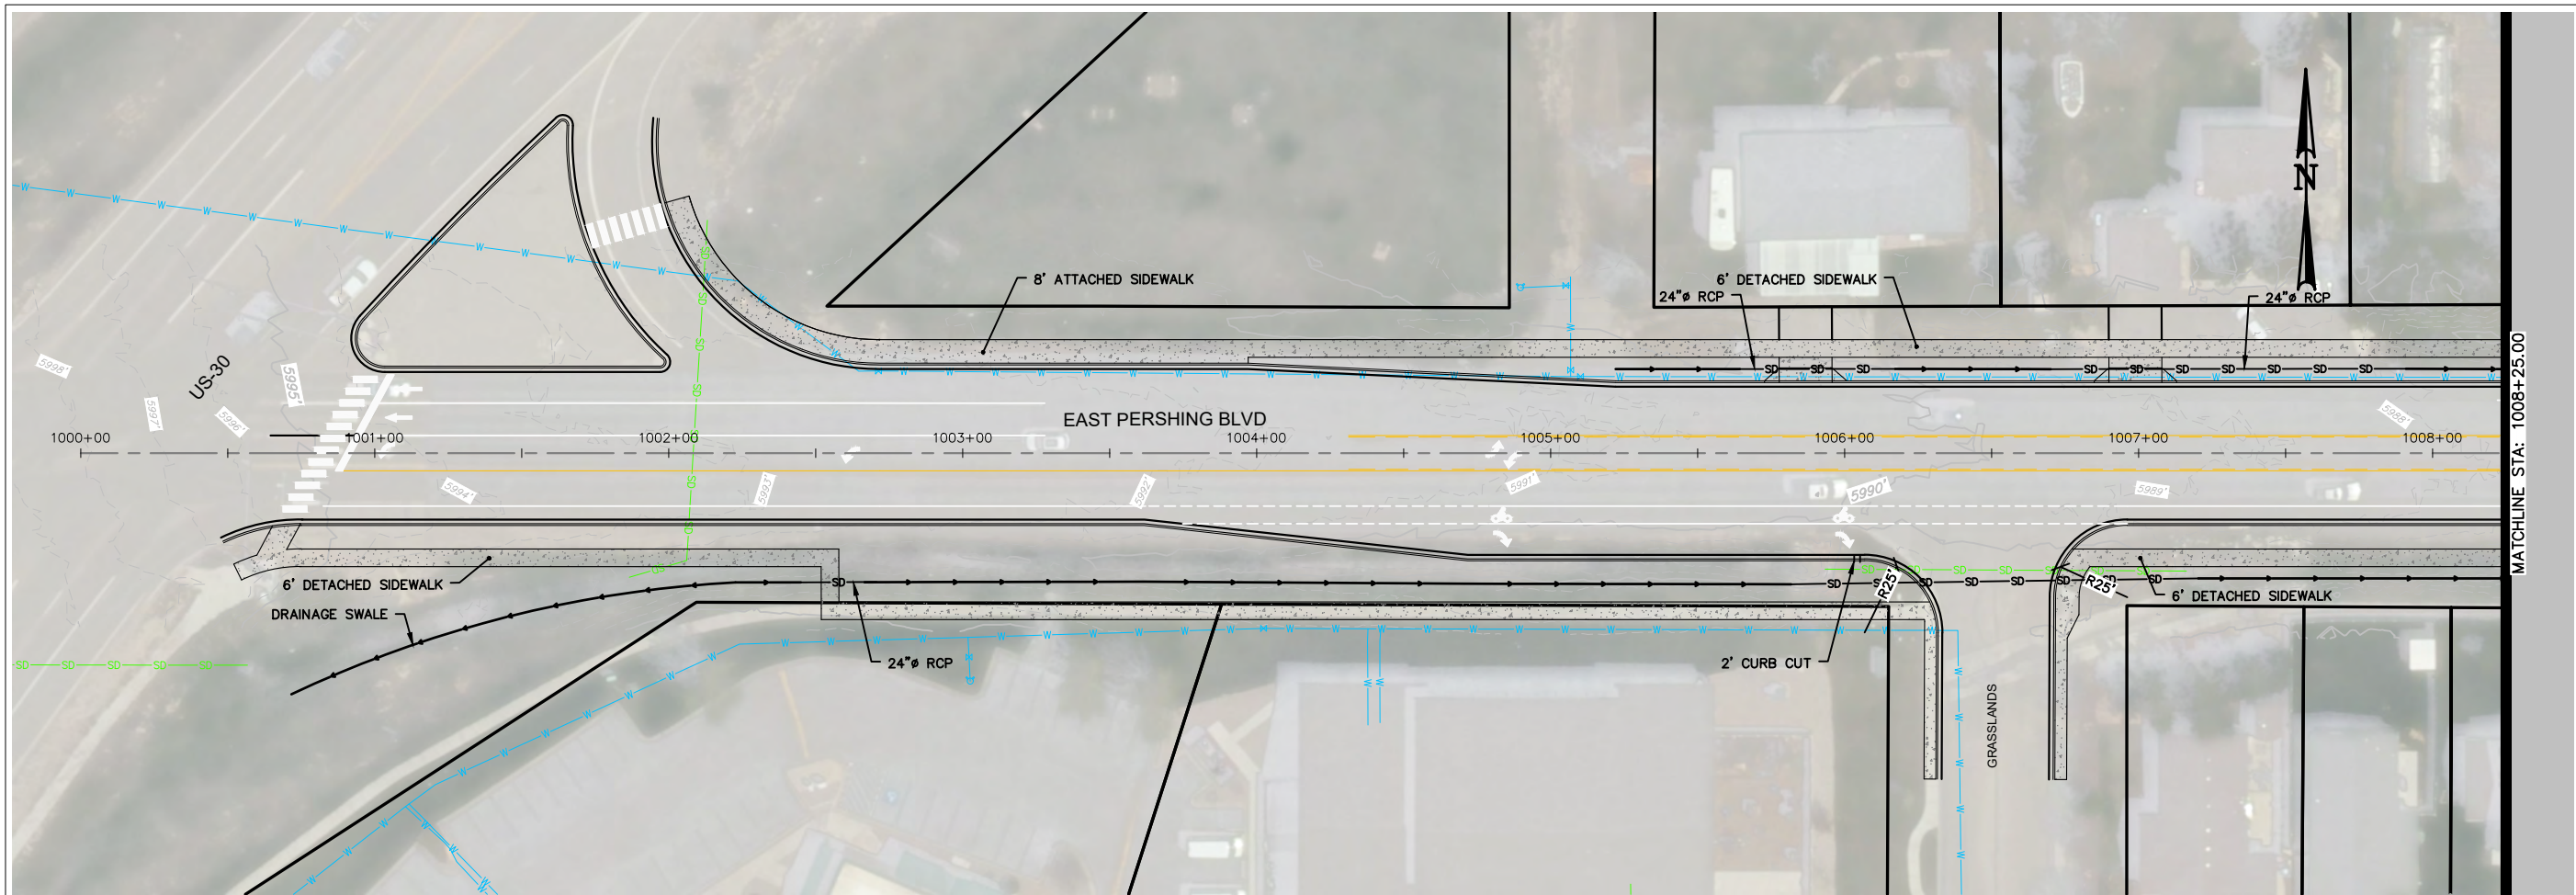 N
8' ATTACHED SIDEWALK
6' DETACHED SIDEWALK
24"ø RCP
24"ø RCP
US-30
5998'
5997'
5996'
5995'
EAST PERSHING BLVD
5988'
1000+00
1001+00
1002+00
1003+00
1004+00
1005+00
1006+00
1007+00
1008+00
MATCHLINE STA: 1008+25.00
5994'
5993'
5992'
5991'
5990'
5989'
6' DETACHED SIDEWALK
R25'
R25'
6' DETACHED SIDEWALK
DRAINAGE SWALE
24"ø RCP
2' CURB CUT
GRASSLANDS
W
SD